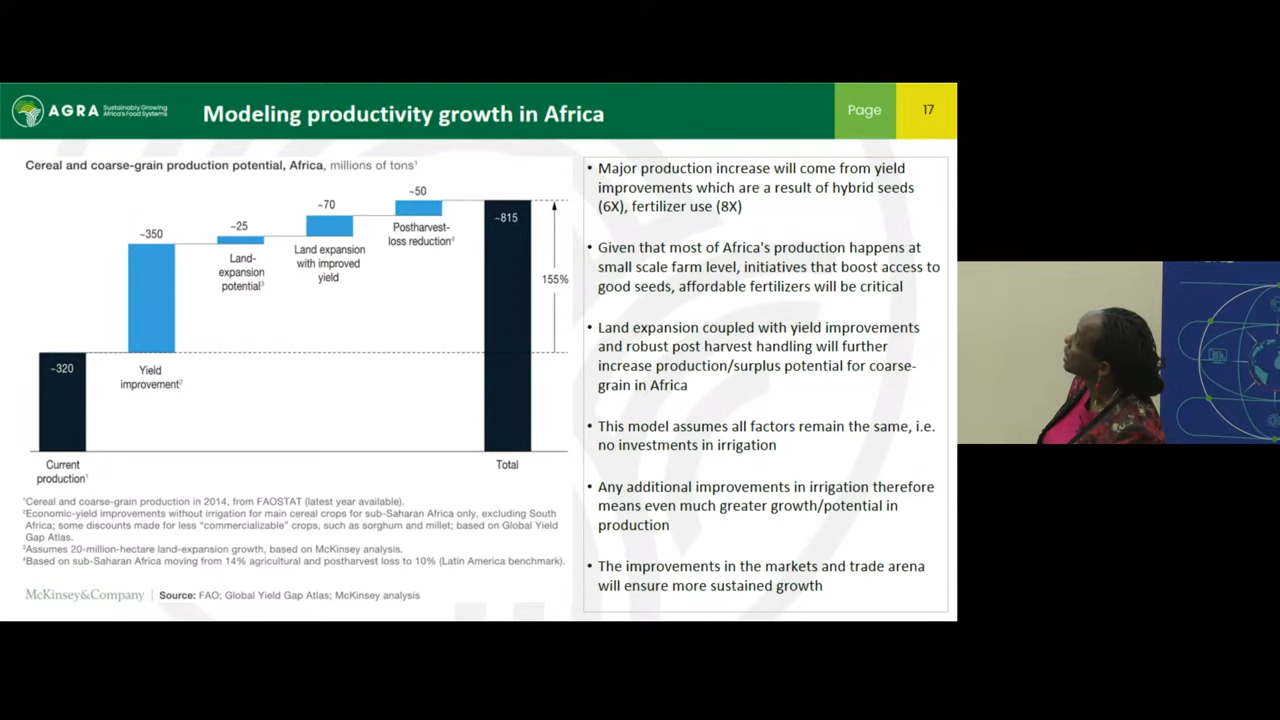 AGRA Sustainably Growing
Africa's Food Systems
Modeling productivity growth in Africa
Page 17
Cereal and coarse-grain production potential, Africa, millions of tons¹
~320
~350
~25
~70
~50
~815
155%
Current
production¹
Yield
improvement²
Land-
expansion
potential³
Land expansion
with improved
yield
Postharvest-
loss reduction⁴
Total
¹Cereal and coarse-grain production in 2014, from FAOSTAT (latest year available).
²Economic-yield improvements without irrigation for main cereal crops for sub-Saharan Africa only, excluding South
Africa; some discounts made for less “commercializable” crops, such as sorghum and millet; based on Global Yield
Gap Atlas.
³Assumes 20-million-hectare land-expansion growth, based on McKinsey analysis.
⁴Based on sub-Saharan Africa moving from 14% agricultural and postharvest loss to 10% (Latin America benchmark).
McKinsey&Company | Source: FAO; Global Yield Gap Atlas; McKinsey analysis
• Major production increase will come from yield
improvements which are a result of hybrid seeds
(6X), fertilizer use (8X)
• Given that most of Africa's production happens at
small scale farm level, initiatives that boost access to
good seeds, affordable fertilizers will be critical
• Land expansion coupled with yield improvements
and robust post harvest handling will further
increase production/surplus potential for coarse-
grain in Africa
• This model assumes all factors remain the same, i.e.
no investments in irrigation
• Any additional improvements in irrigation therefore
means even much greater growth/potential in
production
• The improvements in the markets and trade arena
will ensure more sustained growth